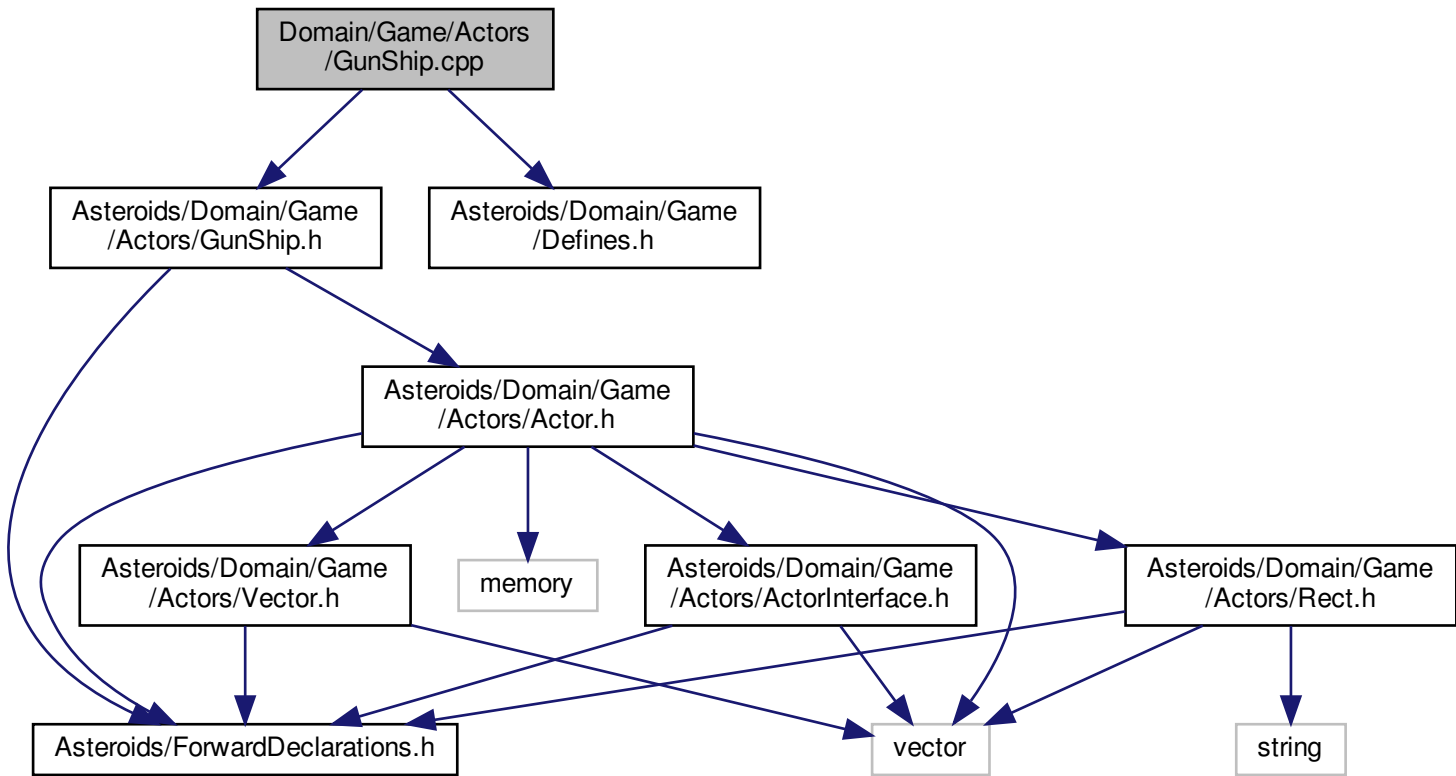 Domain/Game/Actors
/GunShip.cpp
Asteroids/Domain/Game
/Actors/GunShip.h
Asteroids/Domain/Game
/Defines.h
Asteroids/Domain/Game
/Actors/Actor.h
Asteroids/Domain/Game
/Actors/Vector.h
memory
Asteroids/Domain/Game
/Actors/ActorInterface.h
Asteroids/Domain/Game
/Actors/Rect.h
Asteroids/ForwardDeclarations.h
vector
string